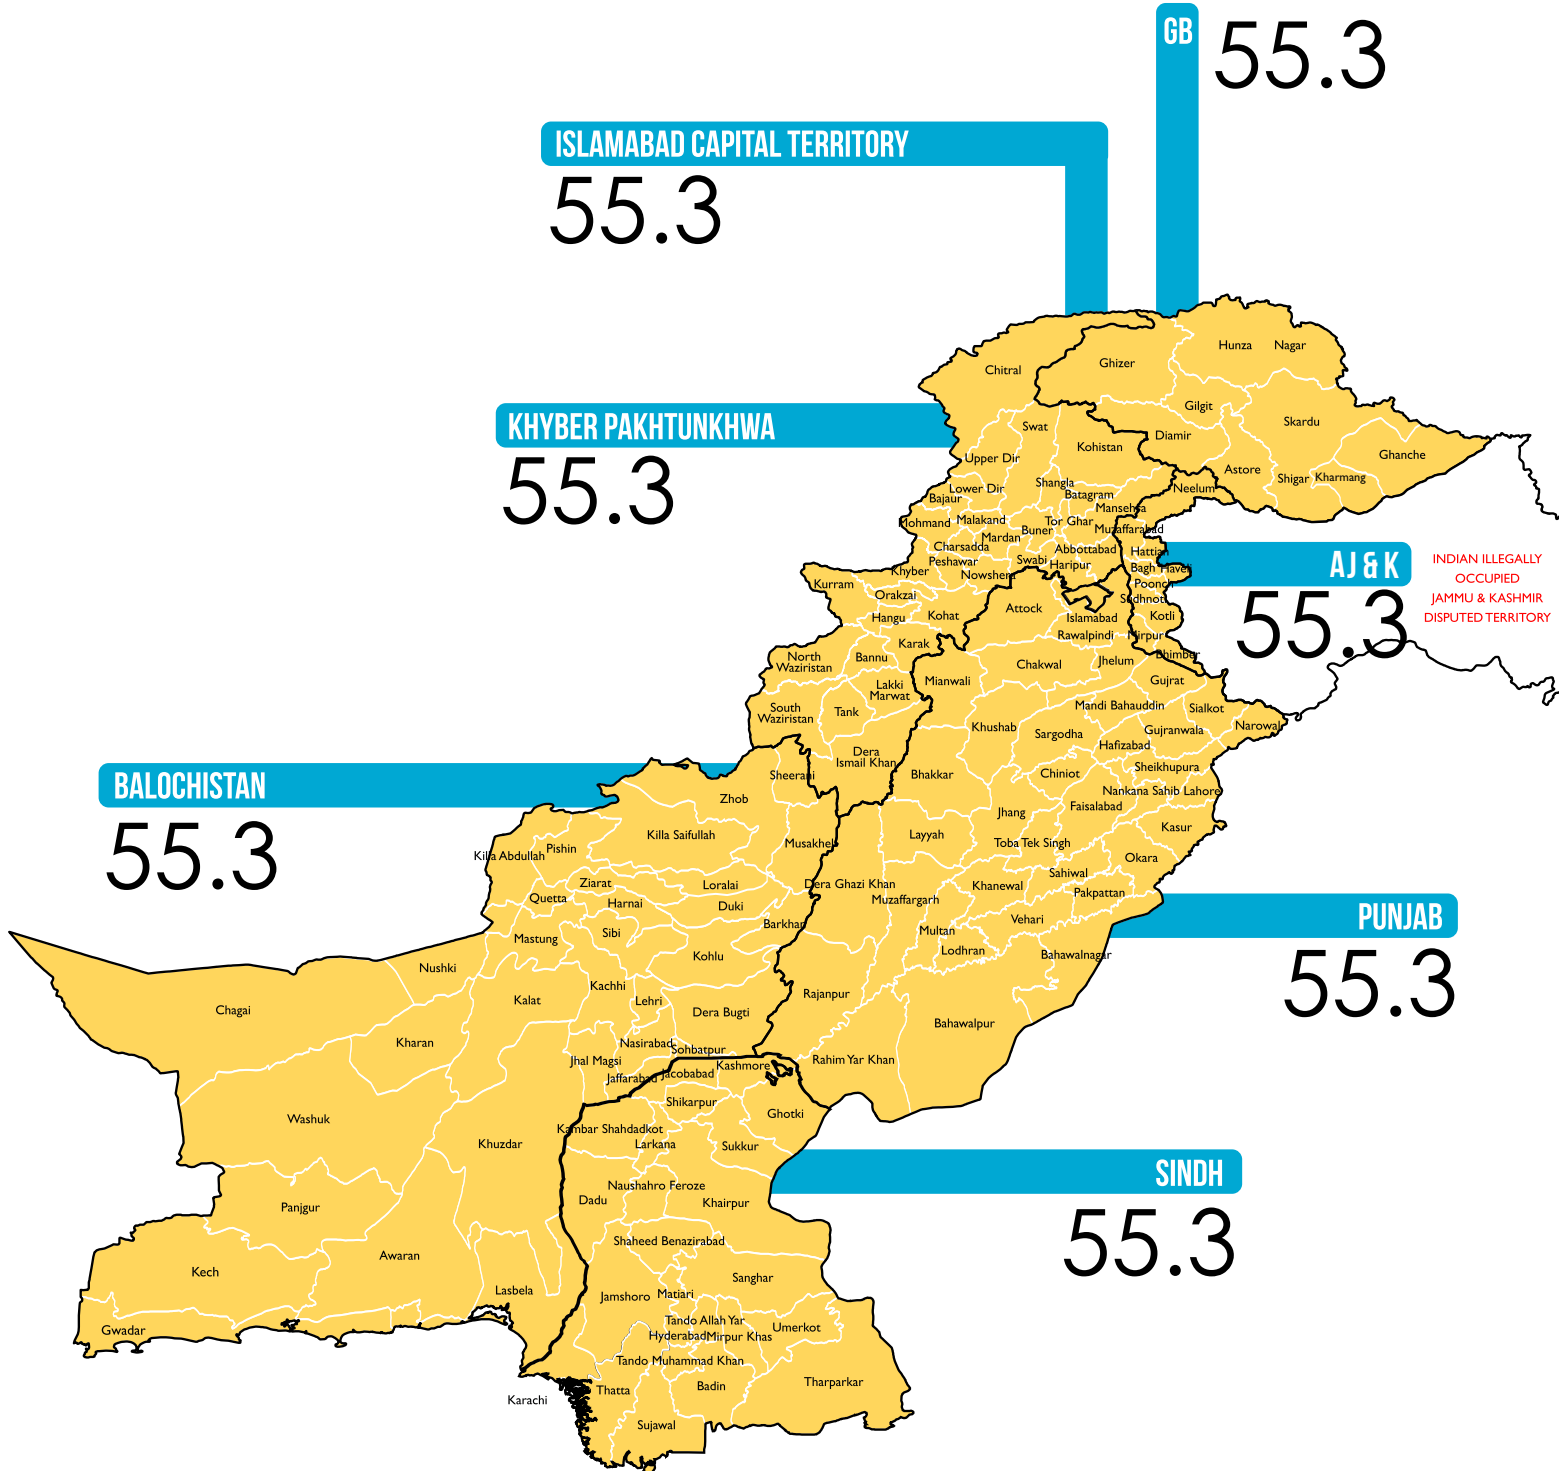 GB
55.3
ISLAMABAD CAPITAL TERRITORY
55.3
KHYBER PAKHTUNKHWA
55.3
AJ & K
55.3
INDIAN ILLEGALLY
OCCUPIED
JAMMU & KASHMIR
DISPUTED TERRITORY
BALOCHISTAN
55.3
PUNJAB
55.3
SINDH
55.3
Hunza
Nagar
Chitral
Ghizer
Gilgit
Skardu
Swat
Diamir
Kohistan
Ghanche
Upper Dir
Astore
Shigar
Kharmang
Shangla
Neelum
Lower Dir
Batagram
Bajaur
Mansehra
Mohmand
Malakand
Tor Ghar
Buner
Muzaffarabad
Mardan
Charsadda
Abbottabad
Hattian
Peshawar
Swabi
Haripur
Bagh
Haveli
Khyber
Nowshera
Kurram
Poonch
Orakzai
Sudhnoti
Attock
Hangu
Kohat
Islamabad
Kotli
Rawalpindi
Mirpur
Karak
North
Waziristan
Bannu
Bhimber
Chakwal
Jhelum
Mianwali
Gujrat
Lakki
Marwat
South
Waziristan
Tank
Mandi Bahauddin
Sialkot
Khushab
Narowal
Sargodha
Gujranwala
Hafizabad
Dera
Ismail Khan
Sheerani
Bhakkar
Chiniot
Sheikhupura
Nankana Sahib
Lahore
Zhob
Faisalabad
Jhang
Killa Saifullah
Layyah
Kasur
Musakhel
Toba Tek Singh
Killa Abdullah
Pishin
Okara
Sahiwal
Ziarat
Loralai
Dera Ghazi Khan
Khanewal
Pakpattan
Quetta
Harnai
Duki
Muzaffargarh
Vehari
Barkhan
Mastung
Sibi
Multan
Lodhran
Bahawalnagar
Kohlu
Nushki
Kachhi
Rajanpur
Kalat
Lehri
Chagai
Dera Bugti
Bahawalpur
Kharan
Nasirabad
Sohbatpur
Jhal Magsi
Rahim Yar Khan
Kashmore
Jaffarabad
Jacobabad
Shikarpur
Ghotki
Washuk
Kambar Shahdadkot
Khuzdar
Larkana
Sukkur
Naushahro Feroze
Dadu
Khairpur
Panjgur
Shaheed Benazirabad
Awaran
Kech
Sanghar
Lasbela
Jamshoro
Matiari
Tando Allah Yar
Umerkot
Gwadar
Hyderabad
Mirpur Khas
Tando Muhammad Khan
Tharparkar
Badin
Thatta
Karachi
Sujawal